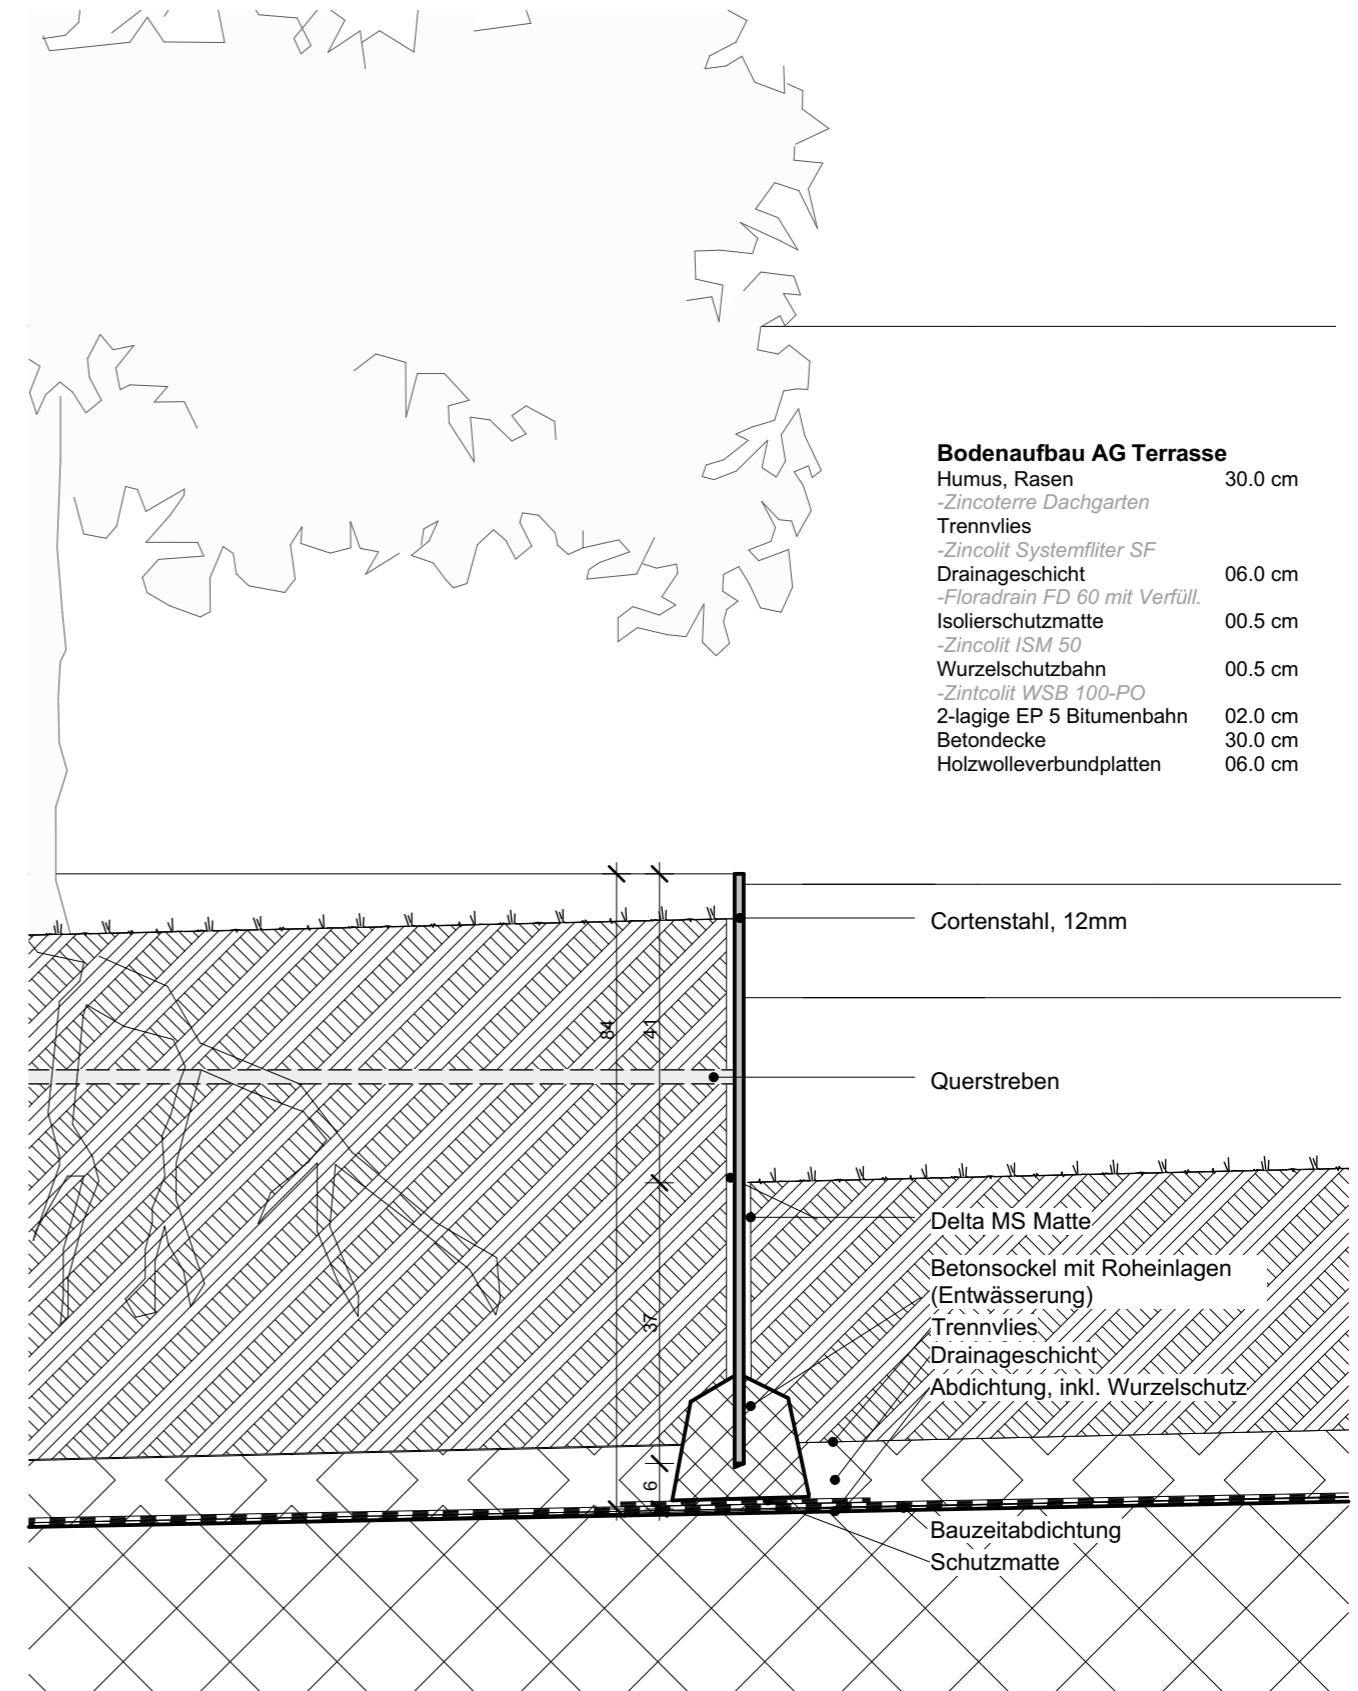 Bodenaufbau AG Terrasse
Humus, Rasen 30.0 cm
-Zincoterre Dachgarten
Trennvlies
-Zincolit Systemfliter SF
Drainageschicht 06.0 cm
-Floradrain FD 60 mit Verfüll.
Isolierschutzmatte 00.5 cm
-Zincolit ISM 50
Wurzelschutzbahn 00.5 cm
-Zintcolit WSB 100-PO
2-lagige EP 5 Bitumenbahn 02.0 cm
Betondecke 30.0 cm
Holzwolleverbundplatten 06.0 cm
Cortenstahl, 12mm
84
41
Querstreben
Delta MS Matte
Betonsockel mit Roheinlagen
(Entwässerung)
37
Trennvlies
Drainageschicht
Abdichtung, inkl. Wurzelschutz
6
Bauzeitabdichtung
Schutzmatte